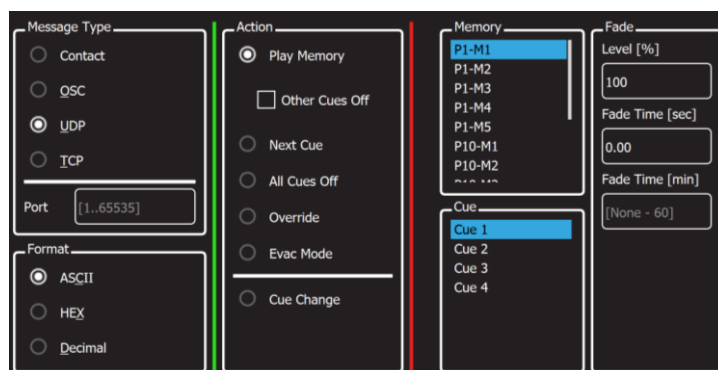 Message Type
Contact
OSC
UDP
TCP
Port
[1..65535]
Format
ASCII
HEX
Decimal
Action
Play Memory
Other Cues Off
Next Cue
All Cues Off
Override
Evac Mode
Cue Change
Memory
P1-M1
P1-M2
P1-M3
P1-M4
P1-M5
P10-M1
P10-M2
Cue
Cue 1
Cue 2
Cue 3
Cue 4
Fade
Level [%]
100
Fade Time [sec]
0.00
Fade Time [min]
[None - 60]